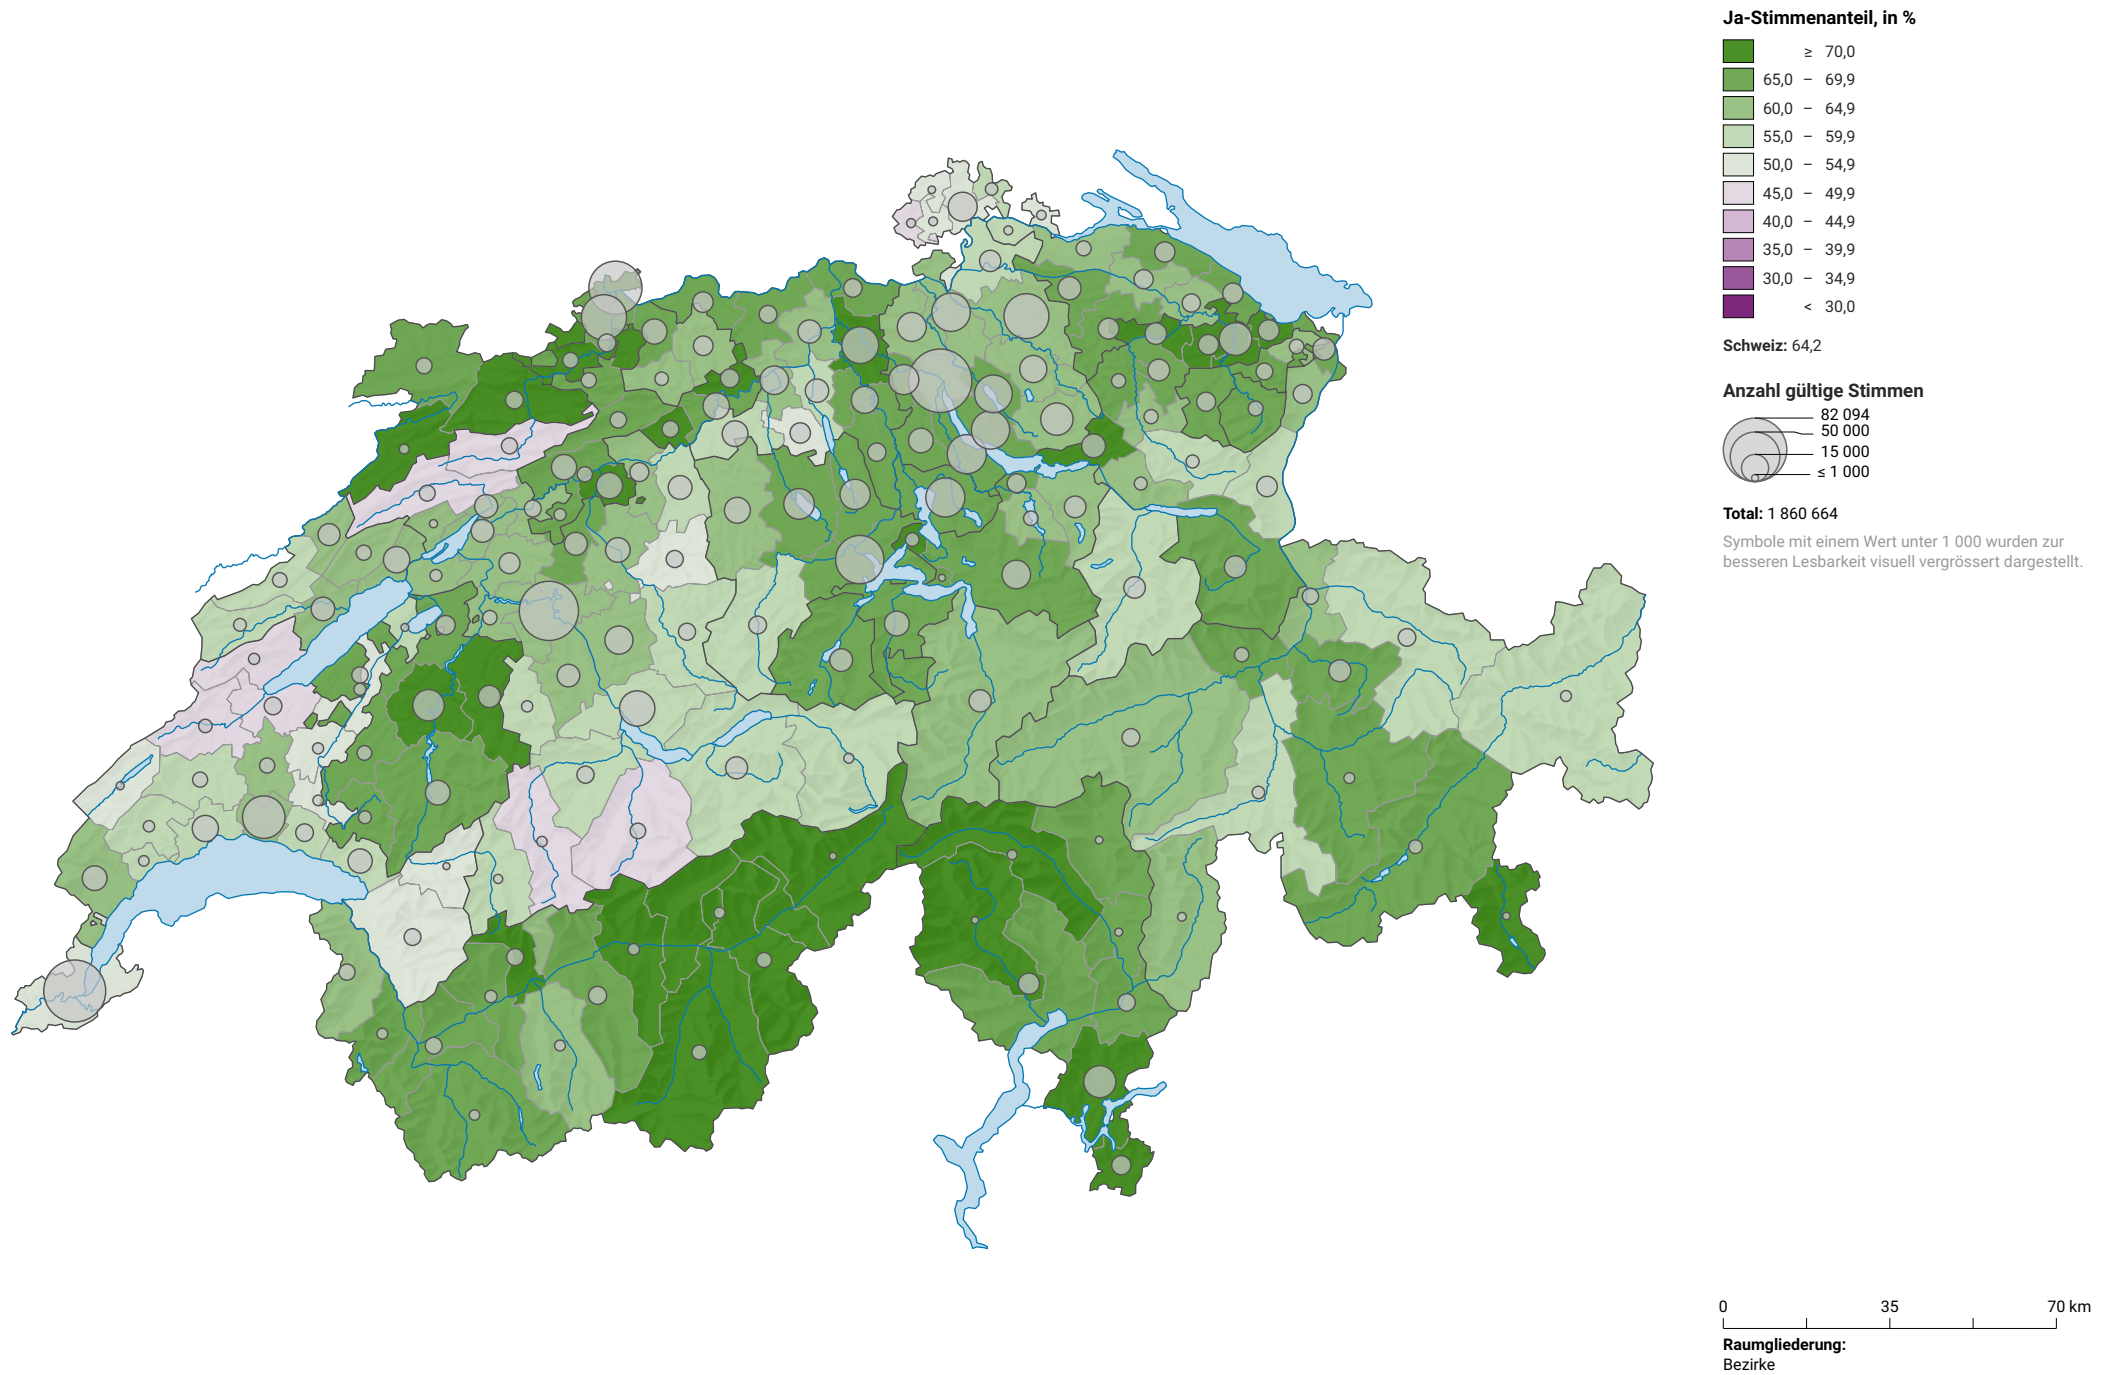 Ja-Stimmenanteil, in %
≥ 70,0
65,0 – 69,9
60,0 – 64,9
55,0 – 59,9
50,0 – 54,9
45,0 – 49,9
40,0 – 44,9
35,0 – 39,9
30,0 – 34,9
< 30,0
Schweiz: 64,2
Anzahl gültige Stimmen
82 094
50 000
15 000
≤ 1 000
Total: 1 860 664
Symbole mit einem Wert unter 1 000 wurden zur
besseren Lesbarkeit visuell vergrössert dargestellt.
0 35 70 km
Raumgliederung:
Bezirke